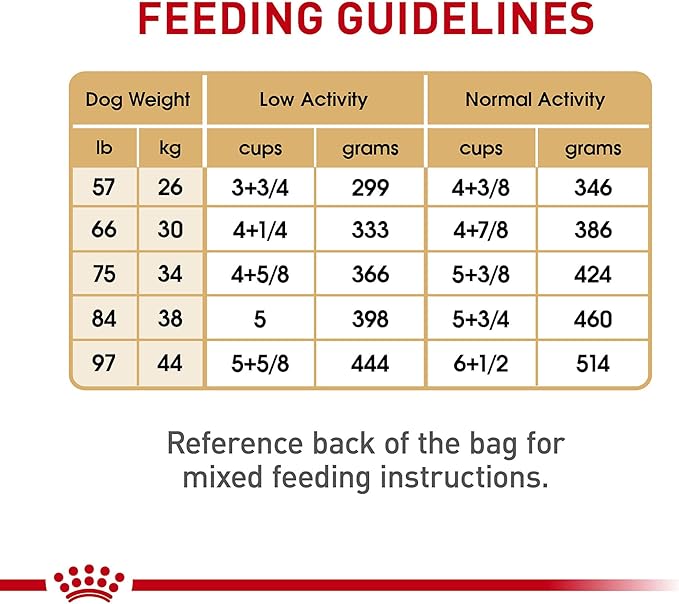 FEEDING GUIDELINES
Dog Weight Low Activity Normal Activity
lb kg cups grams cups grams
57 26 3+3/4 299 4+3/8 346
66 30 4+1/4 333 4+7/8 386
75 34 4+5/8 366 5+3/8 424
84 38 5 398 5+3/4 460
97 44 5+5/8 444 6+1/2 514
Reference back of the bag for
mixed feeding instructions.